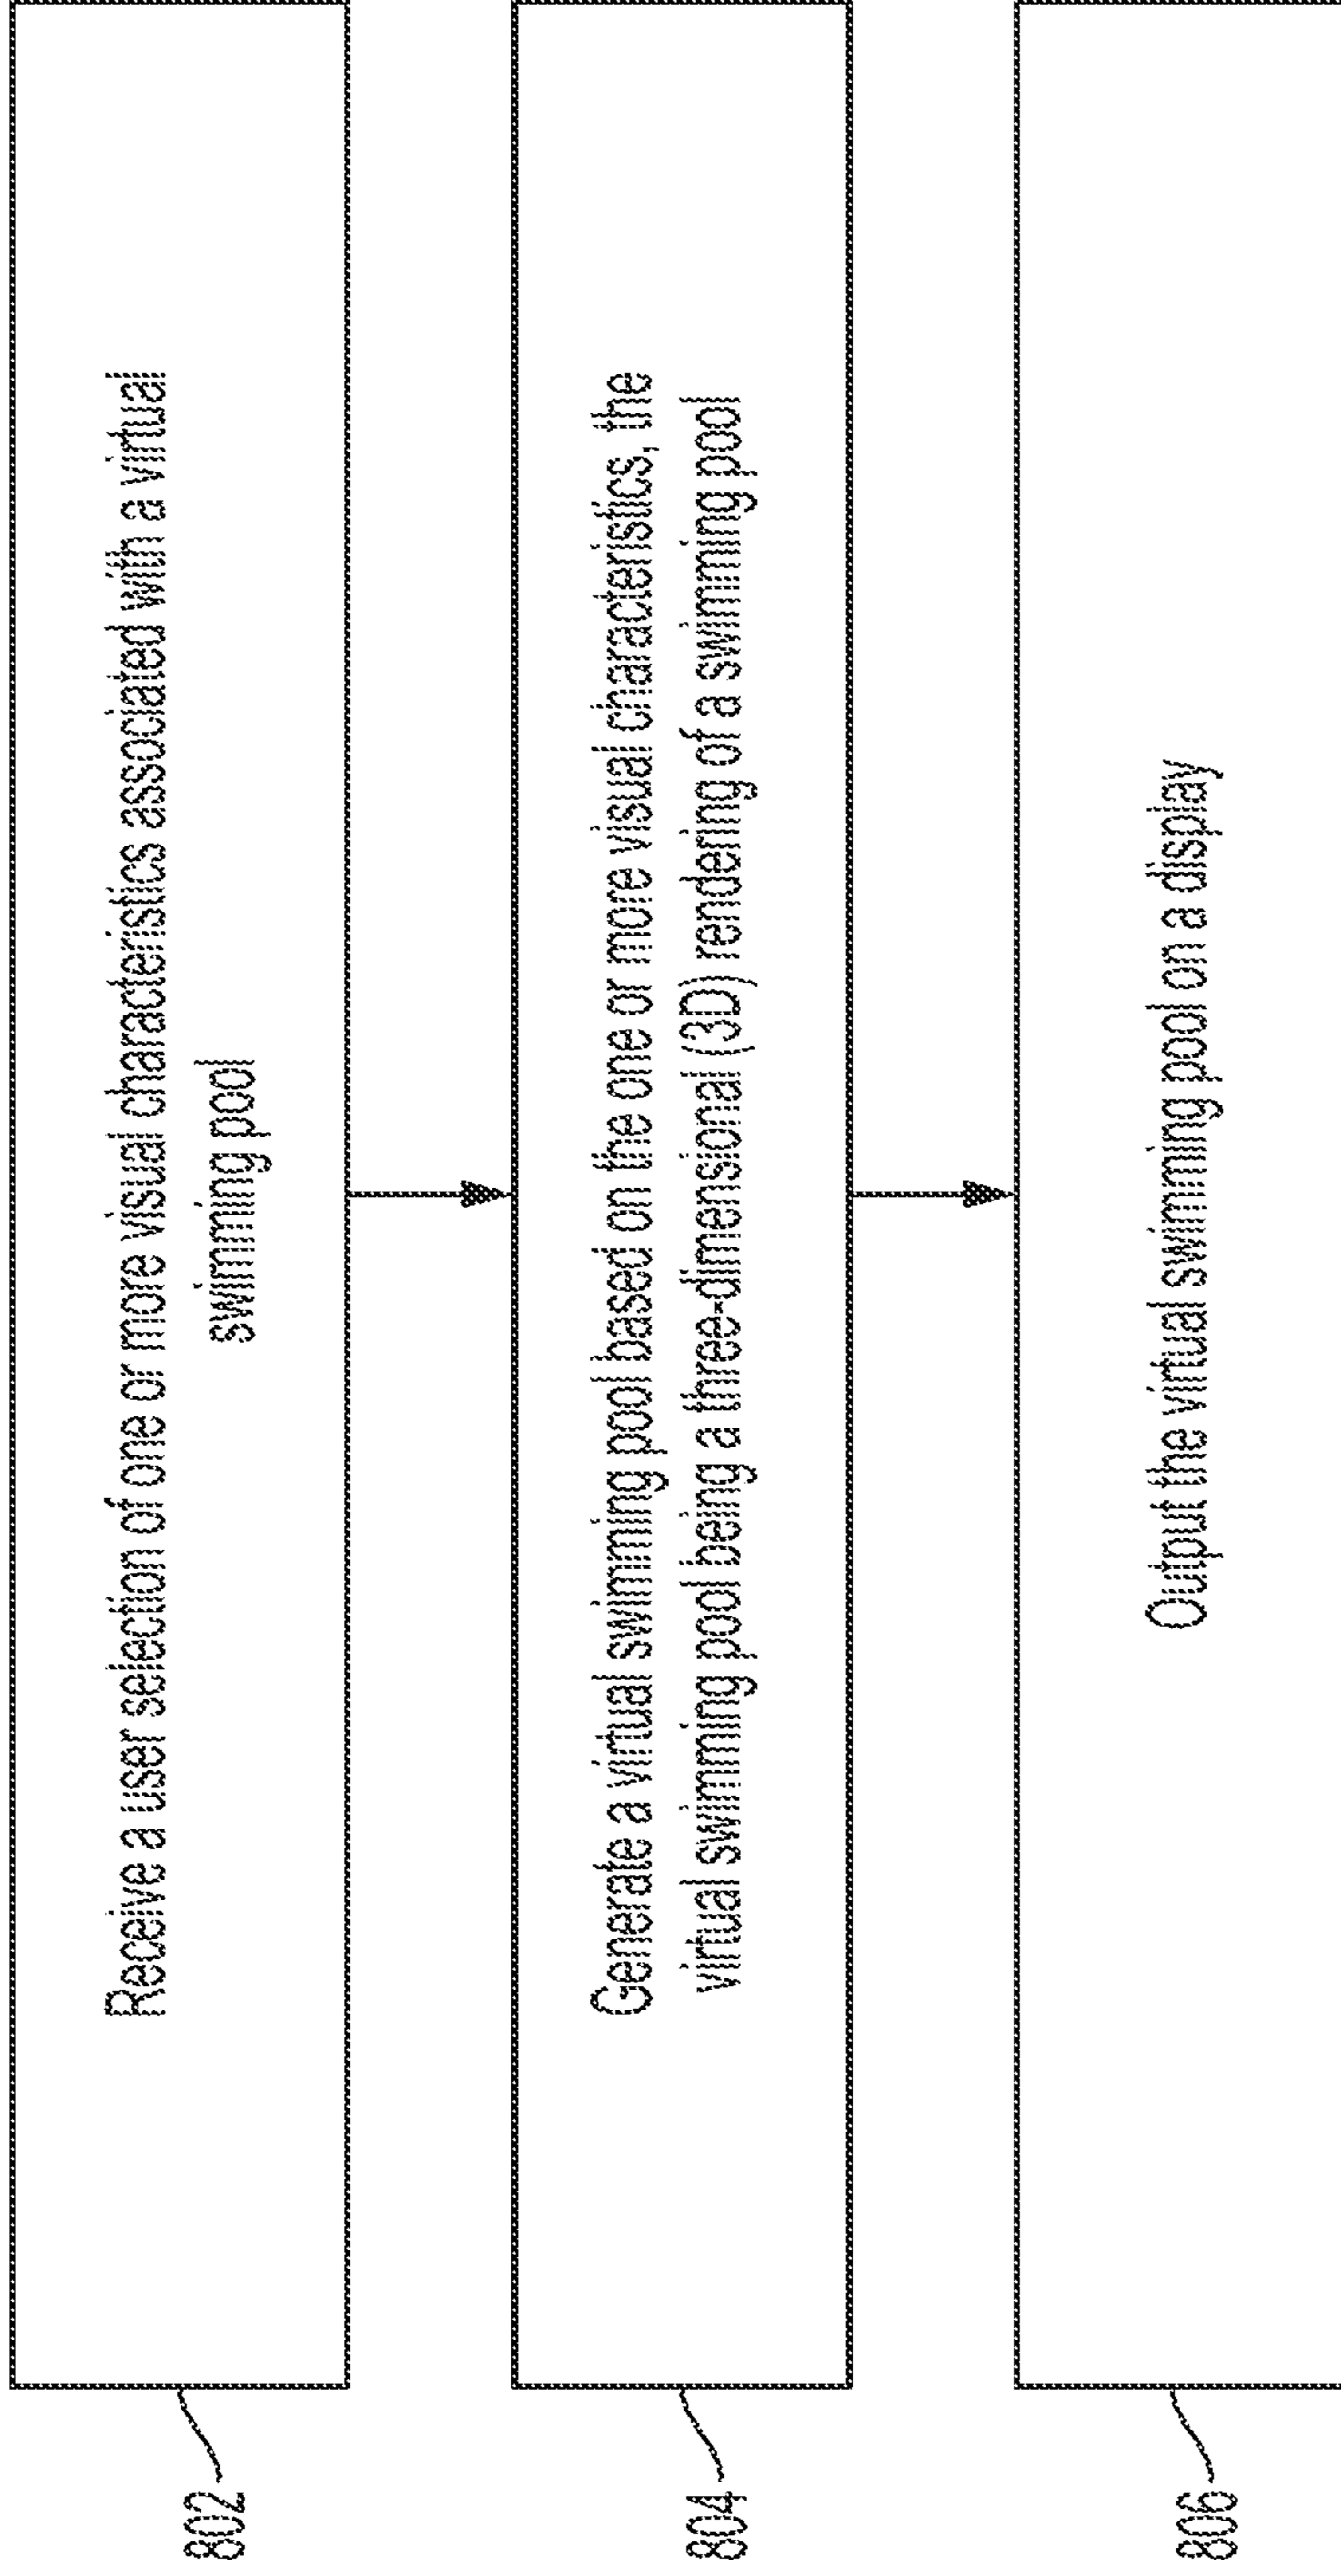 802
Receive a user selection of one or more visual characteristics associated with a virtual
swimming pool
804
Generate a virtual swimming pool based on the one or more visual characteristics, the
virtual swimming pool being a three-dimensional (3D) rendering of a swimming pool
806
Output the virtual swimming pool on a display